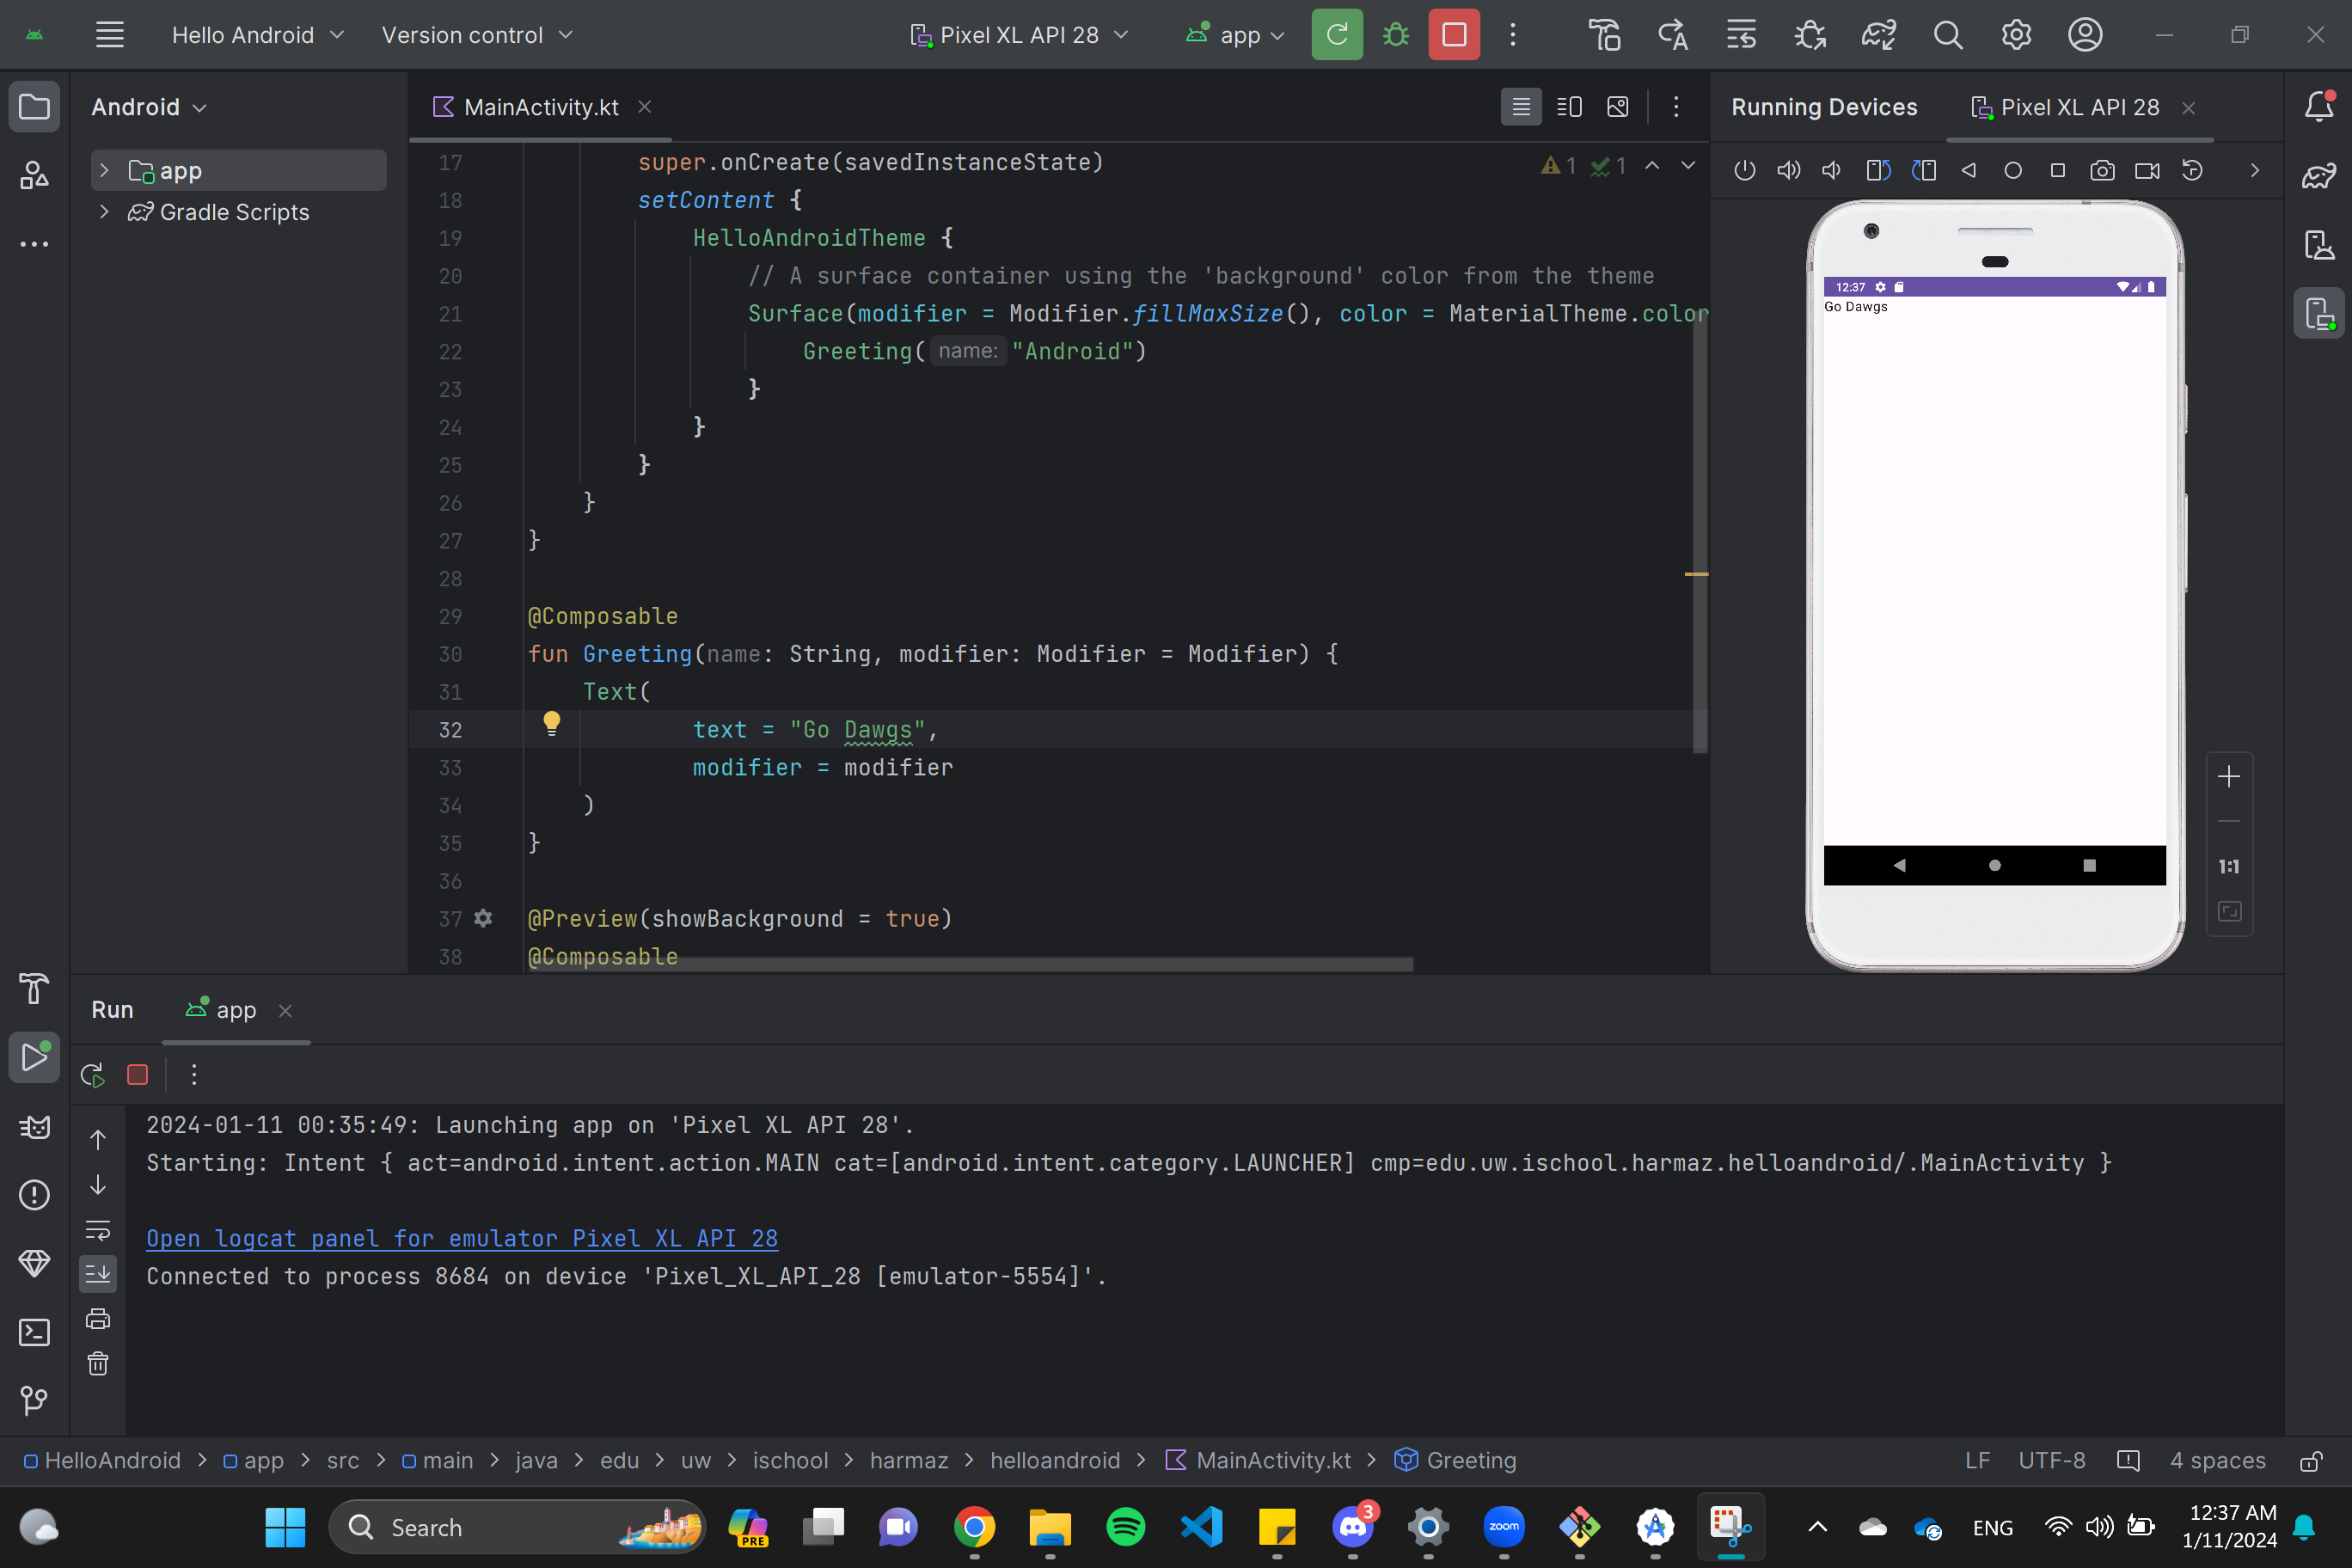 Hello Android Version control Pixel XL API 28 app
Android
app
Gradle Scripts
MainActivity.kt
1 1
17 super.onCreate(savedInstanceState)
18 setContent {
19 HelloAndroidTheme {
20 // A surface container using the 'background' color from the theme
21 Surface(modifier = Modifier.fillMaxSize(), color = MaterialTheme.color
22 Greeting( name: "Android")
23 }
24 }
25 }
26 }
27 }
28
29 @Composable
30 fun Greeting(name: String, modifier: Modifier = Modifier) {
31 Text(
32 text = "Go Dawgs",
33 modifier = modifier
34 )
35 }
36
37 @Preview(showBackground = true)
38 @Composable
Running Devices Pixel XL API 28
12:37
Go Dawgs
1:1
Run app
2024-01-11 00:35:49: Launching app on 'Pixel XL API 28'.
Starting: Intent { act=android.intent.action.MAIN cat=[android.intent.category.LAUNCHER] cmp=edu.uw.ischool.harmaz.helloandroid/.MainActivity }
Open logcat panel for emulator Pixel XL API 28
Connected to process 8684 on device 'Pixel_XL_API_28 [emulator-5554]'.
HelloAndroid > app > src > main > java > edu > uw > ischool > harmaz > helloandroid > MainActivity.kt > Greeting
LF UTF-8 4 spaces
Search
PRE
3
zoom
ENG
12:37 AM
1/11/2024